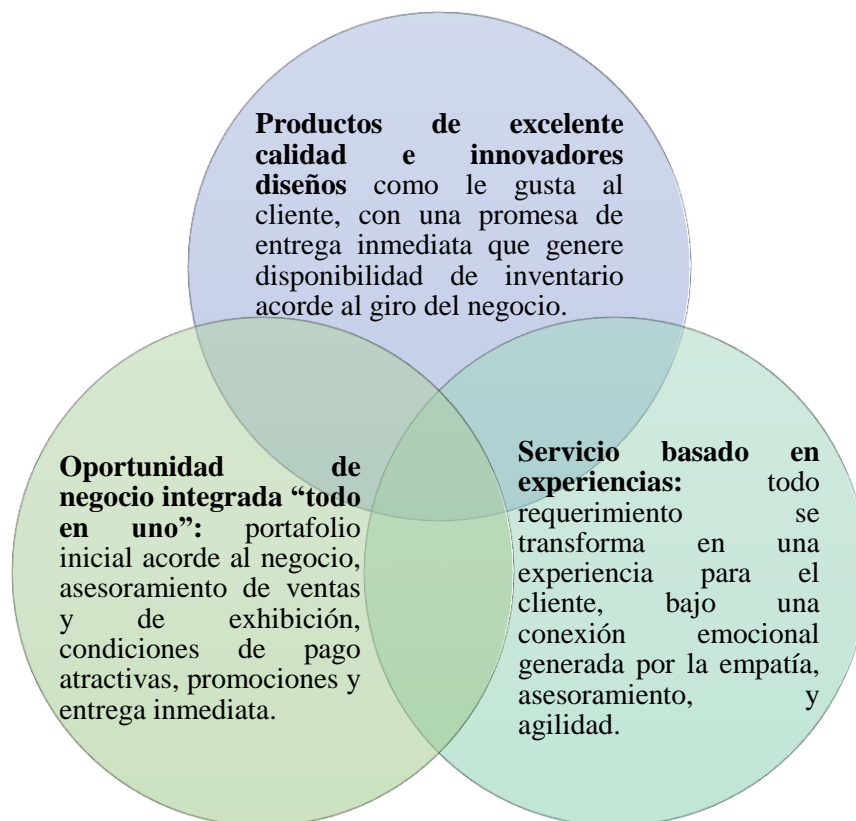 Productos de excelente
calidad e innovadores
diseños como le gusta al
cliente, con una promesa de
entrega inmediata que genere
disponibilidad de inventario
acorde al giro del negocio.
Oportunidad de
negocio integrada “todo
en uno”: portafolio
inicial acorde al negocio,
asesoramiento de ventas
y de exhibición,
condiciones de pago
atractivas, promociones y
entrega inmediata.
Servicio basado en
experiencias: todo
requerimiento se
transforma en una
experiencia para el
cliente, bajo una
conexión emocional
generada por la empatía,
asesoramiento, y
agilidad.